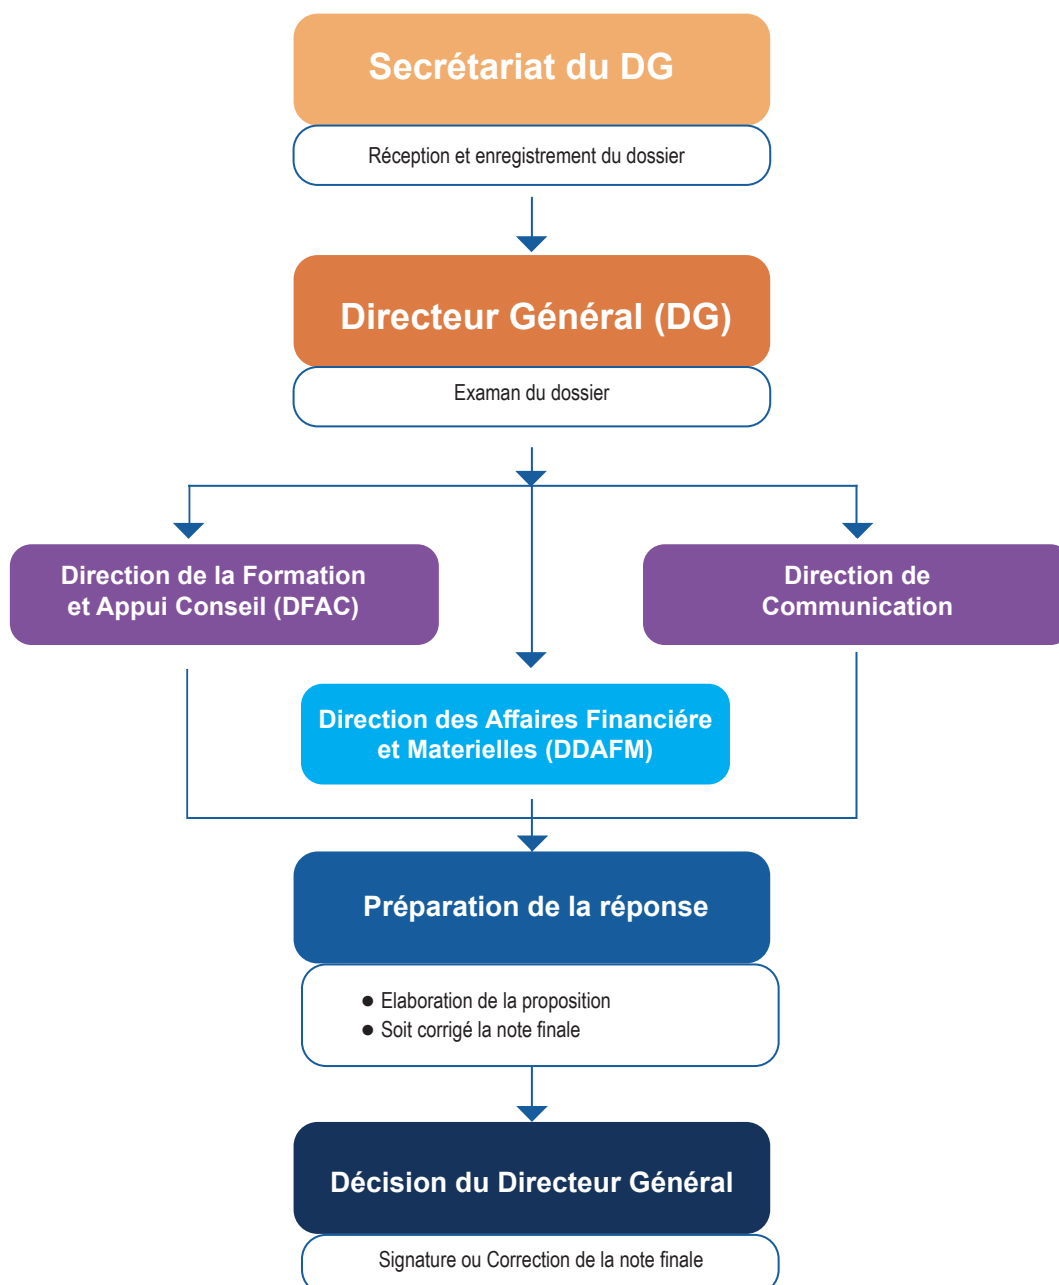 Secrétariat du DG
Réception et enregistrement du dossier
Directeur Général (DG)
Examan du dossier
Direction de la Formation
et Appui Conseil (DFAC)
Direction de
Communication
Direction des Affaires Financiére
et Materielles (DDAFM)
Préparation de la réponse
● Elaboration de la proposition
● Soit corrigé la note finale
Décision du Directeur Général
Signature ou Correction de la note finale